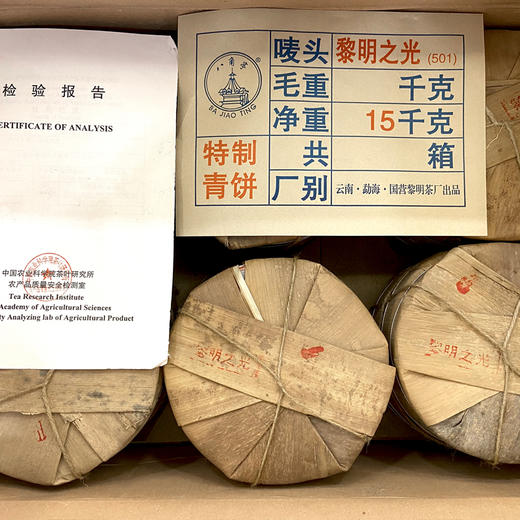 检验报告
ERTIFICATE OF ANALYSIS
中国农业科学院茶叶研究所
农产品质量安全检测室
Tea Research Institute
Academy of Agricultural Sciences
ty Analyzing lab of Agricultural Product
八角亭
BA JIAO TING
唛头 黎明之光 (501)
毛重 千克
净重 15千克
特制 共 箱
青饼 厂别 云南·勐海·国营黎明茶厂出品
黎明之光
黎明之光